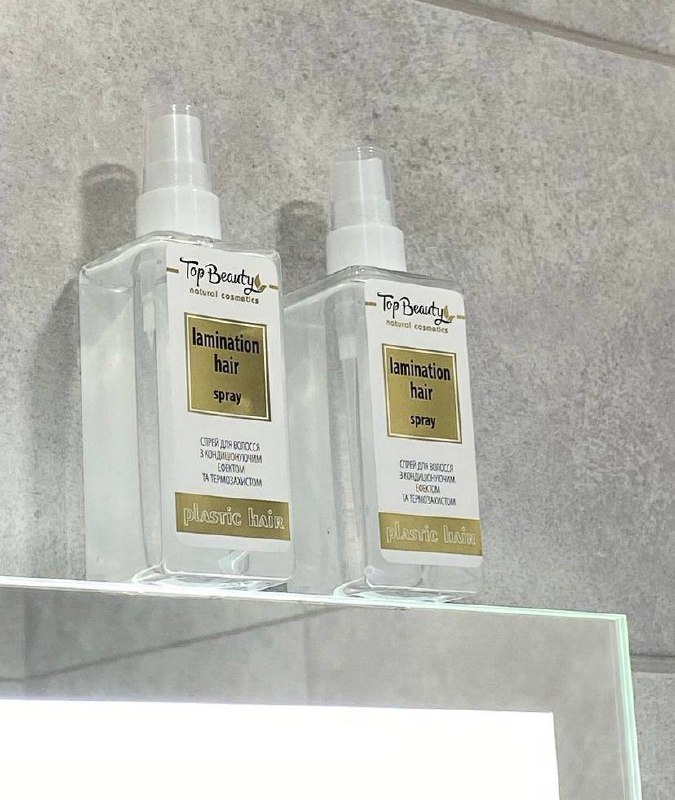 Top Beauty
natural cosmetics
lamination
hair
spray
СПРЕЙ ДЛЯ ВОЛОССЯ
З КОНДИЦІОНУЮЧИМ
ЕФЕКТОМ
ТА ТЕРМОЗАХИСТОМ
plastic hair
Top Beauty
natural cosmetics
lamination
hair
spray
СПРЕЙ ДЛЯ ВОЛОССЯ
З КОНДИЦІОНУЮЧИМ
ЕФЕКТОМ
ТА ТЕРМОЗАХИСТОМ
plastic hair